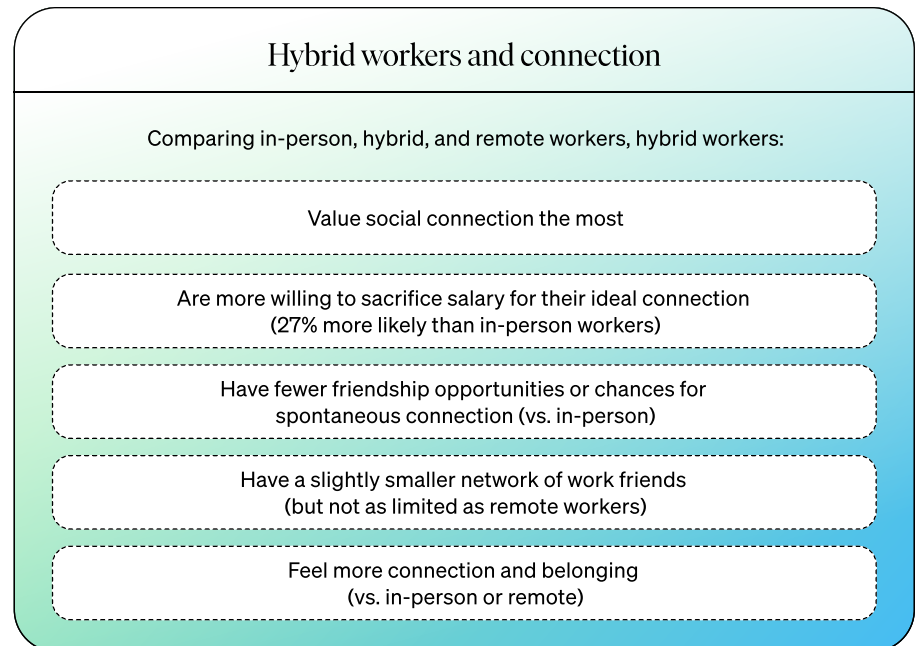 Hybrid workers and connection
Comparing in-person, hybrid, and remote workers, hybrid workers:
Value social connection the most
Are more willing to sacrifice salary for their ideal connection
(27% more likely than in-person workers)
Have fewer friendship opportunities or chances for
spontaneous connection (vs. in-person)
Have a slightly smaller network of work friends
(but not as limited as remote workers)
Feel more connection and belonging
(vs. in-person or remote)